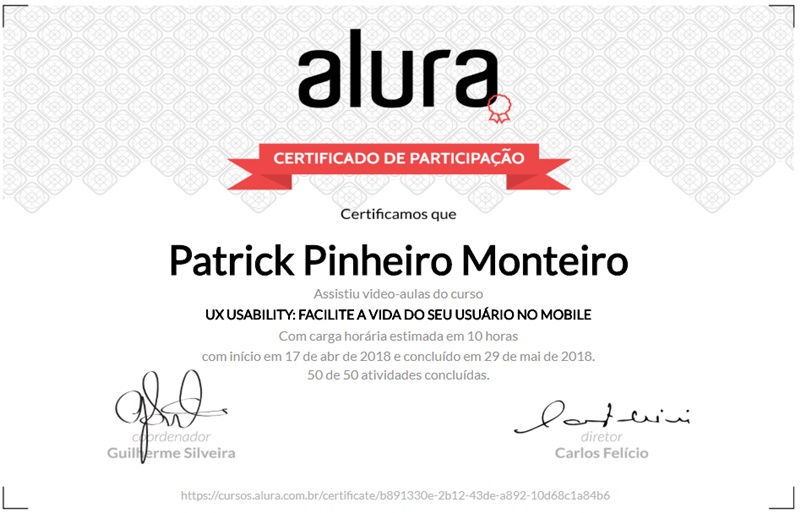 alura
CERTIFICADO DE PARTICIPAÇÃO
Certificamos que
Patrick Pinheiro Monteiro
Assistiu video-aulas do curso
UX USABILITY: FACILITE A VIDA DO SEU USUÁRIO NO MOBILE
Com carga horária estimada em 10 horas
com início em 17 de abr de 2018 e concluído em 29 de mai de 2018.
50 de 50 atividades concluídas.
coordenador
Guilherme Silveira
diretor
Carlos Felício
https://cursos.alura.com.br/certificate/b891330e-2b12-43de-a892-10d68c1a84b6